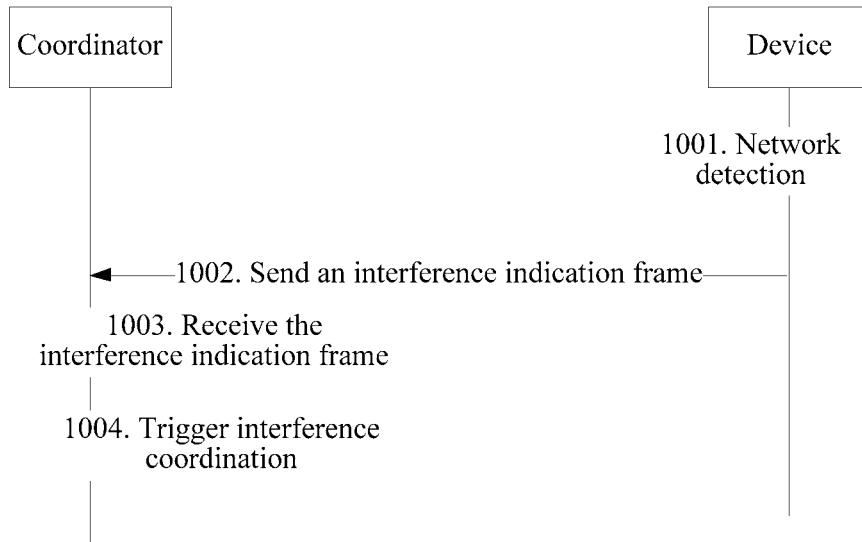 Coordinator
Device
1001. Network
detection
1002. Send an interference indication frame
1003. Receive the
interference indication frame
1004. Trigger interference
coordination